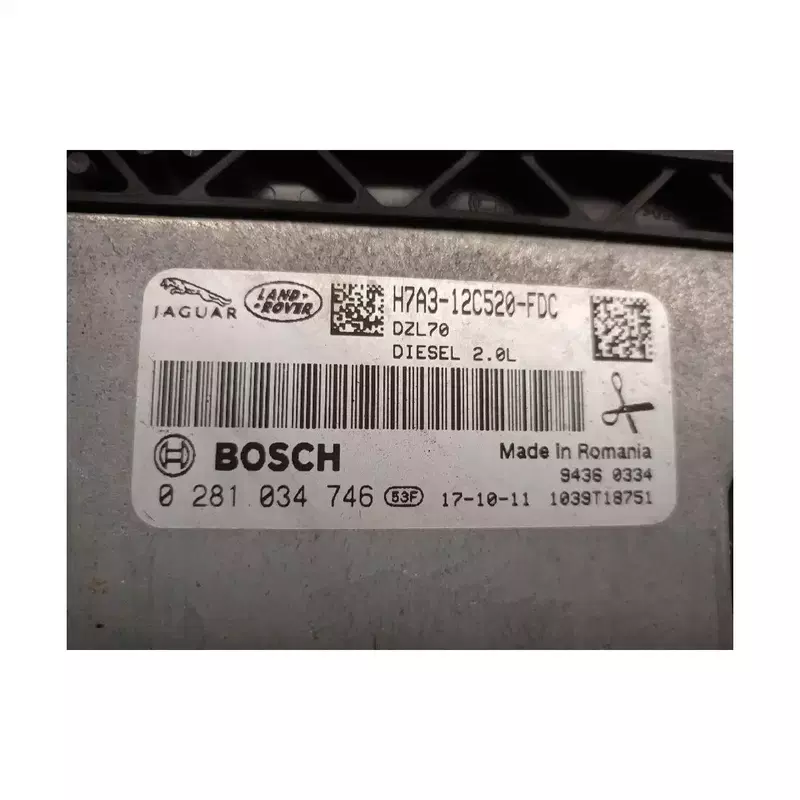 JAGUAR
LAND-
-ROVER
H7A3-12C520-FDC
DZL70
DIESEL 2.0L
BOSCH
Made in Romania
9436 0334
0 281 034 746 53F 17-10-11 1039T18751